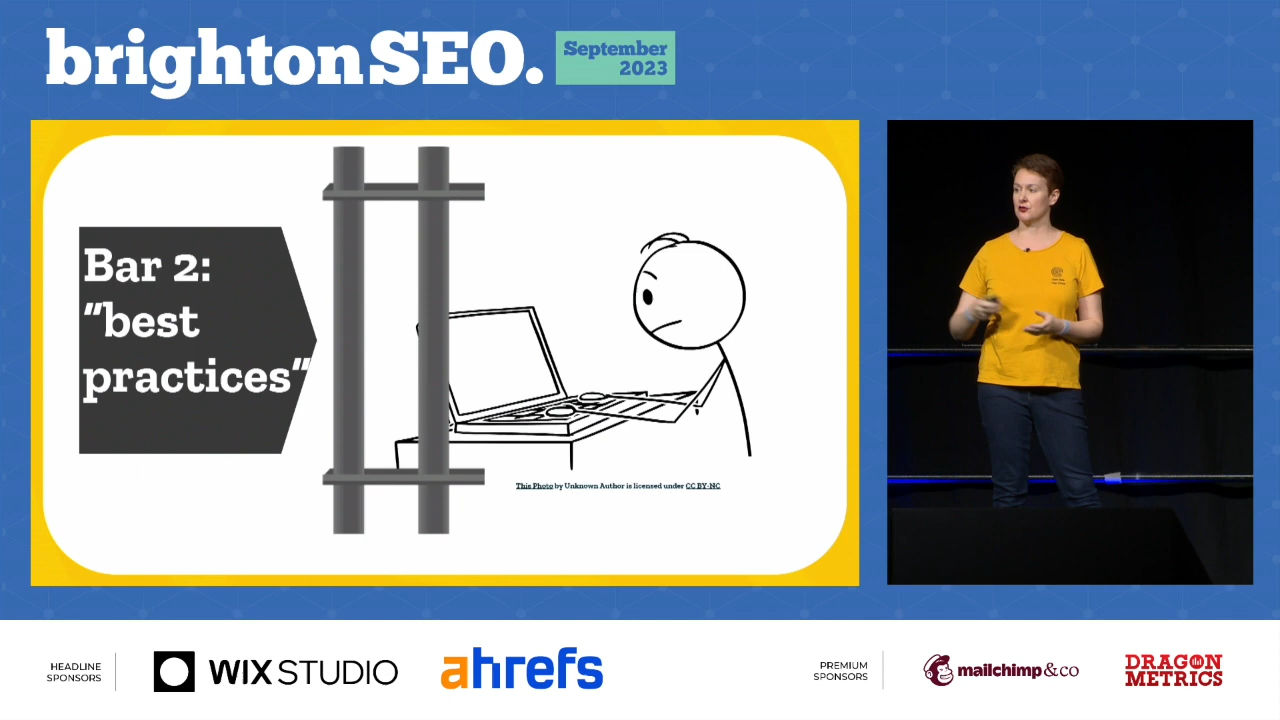 brightonSEO.
September
2023
Bar 2:
"best
practices"
This Photo by Unknown Author is licensed under CC BY-NC
HEADLINE
SPONSORS
WIX STUDIO
ahrefs
PREMIUM
SPONSORS
mailchimp&co
DRAGON
METRICS